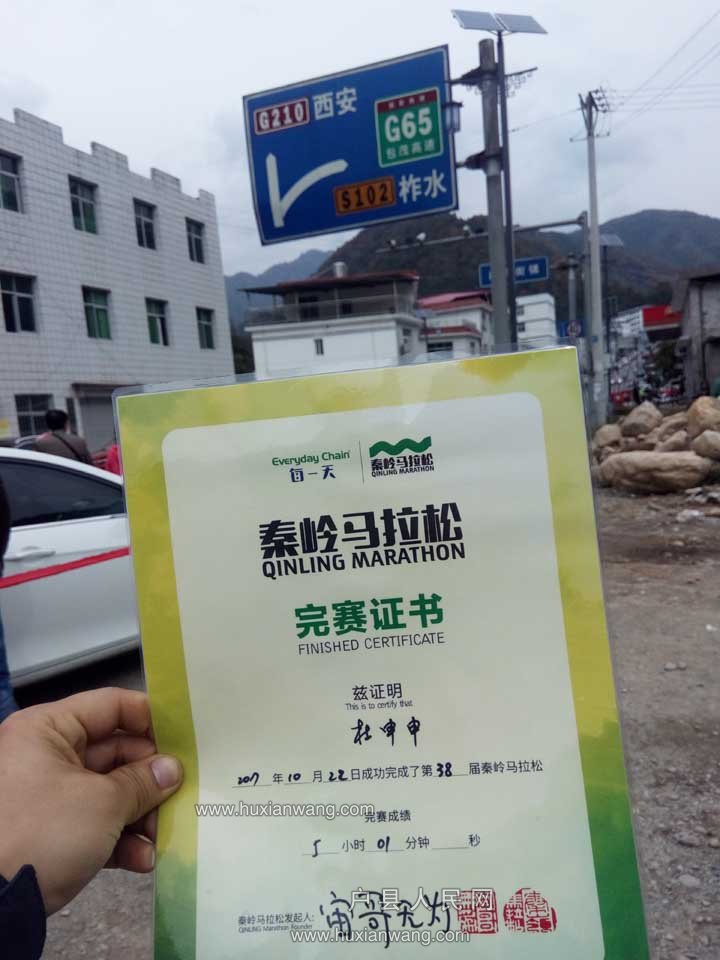 G210 西安
G65
包茂高速
S102 柞水
Everyday Chain
每一天
秦岭马拉松
QINLING MARATHON
秦岭马拉松
QINLING MARATHON
完赛证书
FINISHED CERTIFICATE
兹证明
This is to certify that
杜申申
2017 年 10 月 22 日成功完成了第 38 届秦岭马拉松
www.huxianwang.com
完赛成绩
5 小时 01 分钟 秒
户县人民网
秦岭马拉松发起人:
QINLING Marathon Founder
www.huxianwang.com